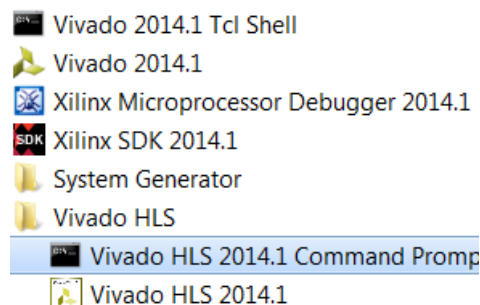 Vivado 2014.1 Tcl Shell
Vivado 2014.1
Xilinx Microprocessor Debugger 2014.1
SDK Xilinx SDK 2014.1
System Generator
Vivado HLS
Vivado HLS 2014.1 Command Promp
Vivado HLS 2014.1